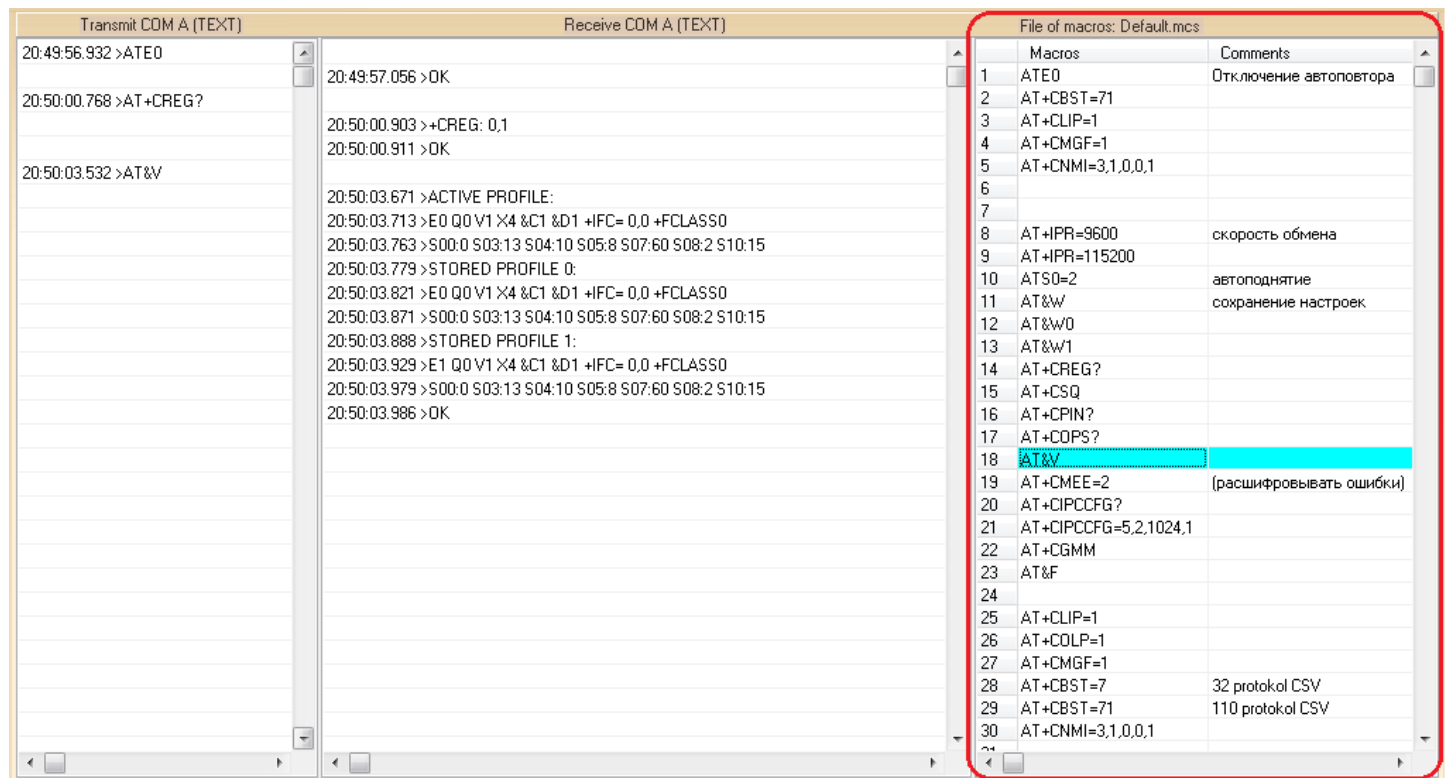 Transmit COM A (TEXT)
20:49:56.932 >ATE0
20:50:00.768 >AT+CREG?
20:50:03.532 >AT&V
Receive COM A (TEXT)
20:49:57.056 >OK
20:50:00.903 >+CREG: 0,1
20:50:00.911 >OK
20:50:03.671 >ACTIVE PROFILE:
20:50:03.713 >E0 Q0 V1 X4 &C1 &D1 +IFC= 0,0 +FCLASS0
20:50:03.763 >S00:0 S03:13 S04:10 S05:8 S07:60 S08:2 S10:15
20:50:03.779 >STORED PROFILE 0:
20:50:03.821 >E0 Q0 V1 X4 &C1 &D1 +IFC= 0,0 +FCLASS0
20:50:03.871 >S00:0 S03:13 S04:10 S05:8 S07:60 S08:2 S10:15
20:50:03.888 >STORED PROFILE 1:
20:50:03.929 >E1 Q0 V1 X4 &C1 &D1 +IFC= 0,0 +FCLASS0
20:50:03.979 >S00:0 S03:13 S04:10 S05:8 S07:60 S08:2 S10:15
20:50:03.986 >OK
File of macros: Default.mcs
Macros Comments
1 ATE0 Отключение автоповтора
2 AT+CBST=71
3 AT+CLIP=1
4 AT+CMGF=1
5 AT+CNMI=3,1,0,0,1
6
7
8 AT+IPR=9600 скорость обмена
9 AT+IPR=115200
10 ATS0=2 автоподнятие
11 AT&W сохранение настроек
12 AT&W0
13 AT&W1
14 AT+CREG?
15 AT+CSQ
16 AT+CPIN?
17 AT+COPS?
18 AT&V
19 AT+CMEE=2 (расшифровывать ошибки)
20 AT+CIPCCFG?
21 AT+CIPCCFG=5,2,1024,1
22 AT+CGMM
23 AT&F
24
25 AT+CLIP=1
26 AT+COLP=1
27 AT+CMGF=1
28 AT+CBST=7 32 protokol CSV
29 AT+CBST=71 110 protokol CSV
30 AT+CNMI=3,1,0,0,1